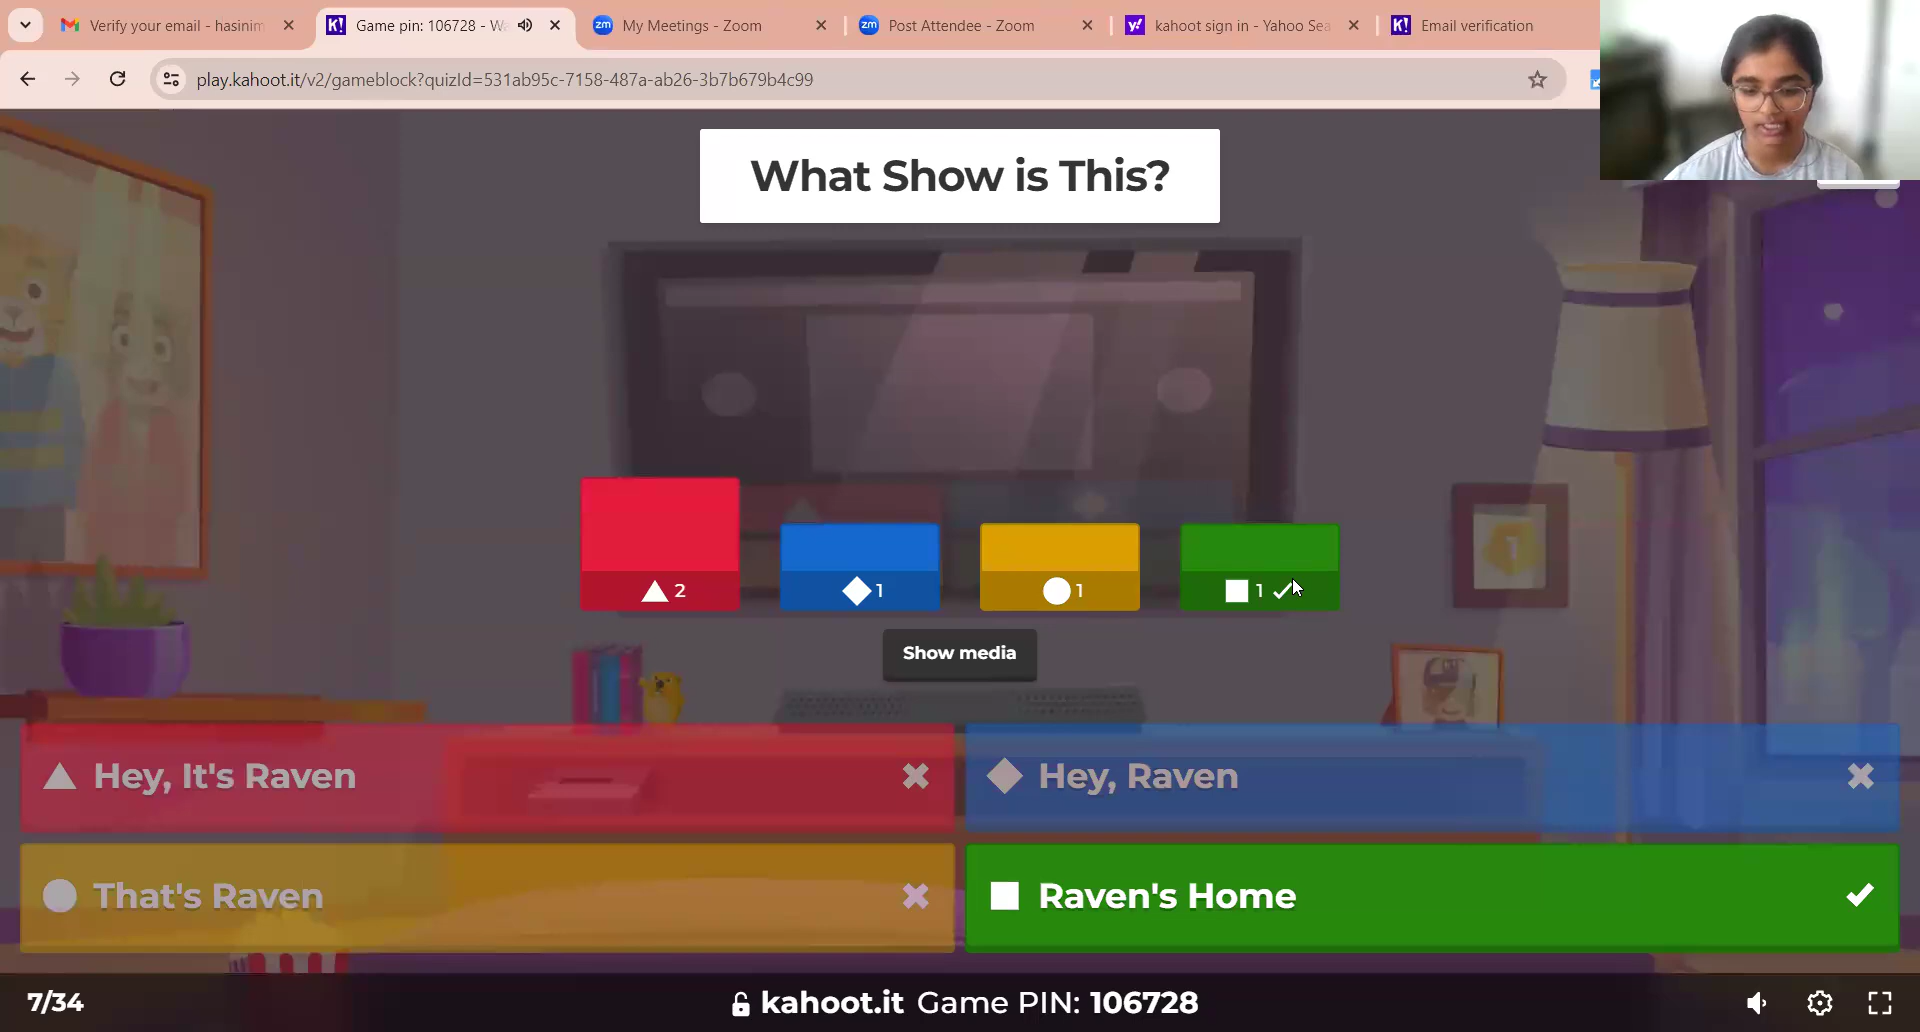 Verify your email - hasinim
Game pin: 106728 - Wa
zm My Meetings - Zoom
zm Post Attendee - Zoom
y! kahoot sign in - Yahoo Sea
K! Email verification
play.kahoot.it/v2/gameblock?quizId=531ab95c-7158-487a-ab26-3b7b679b4c99
What Show is This?
2
1
1
1
Show media
Hey, It's Raven
Hey, Raven
That's Raven
Raven's Home
7/34
kahoot.it Game PIN: 106728